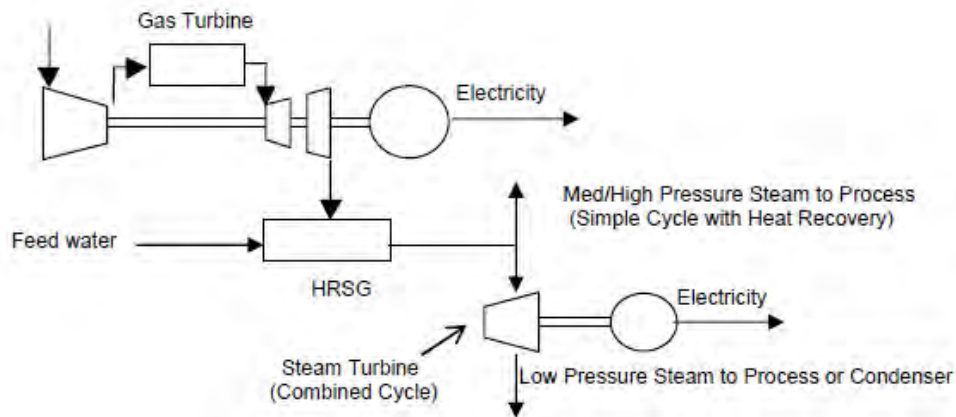 Gas Turbine
Electricity
Med/High Pressure Steam to Process
(Simple Cycle with Heat Recovery)
Feed water
HRSG
Electricity
Steam Turbine
(Combined Cycle)
Low Pressure Steam to Process or Condenser